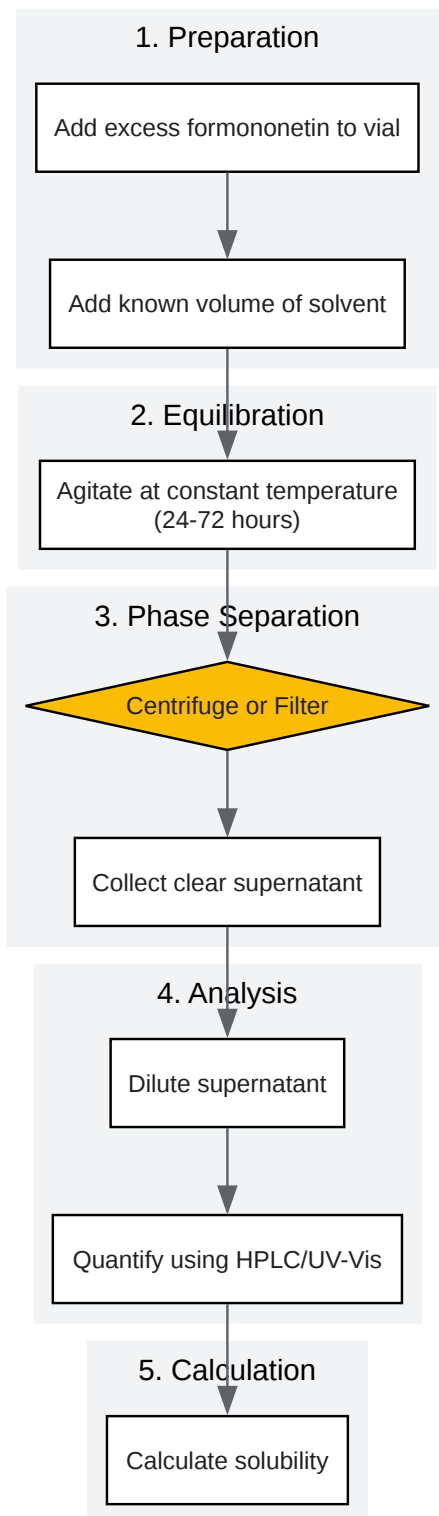 1. Preparation
Add excess formononetin to vial
Add known volume of solvent
2. Equilibration
Agitate at constant temperature
(24-72 hours)
3. Phase Separation
Centrifuge or Filter
Collect clear supernatant
4. Analysis
Dilute supernatant
Quantify using HPLC/UV-Vis
5. Calculation
Calculate solubility